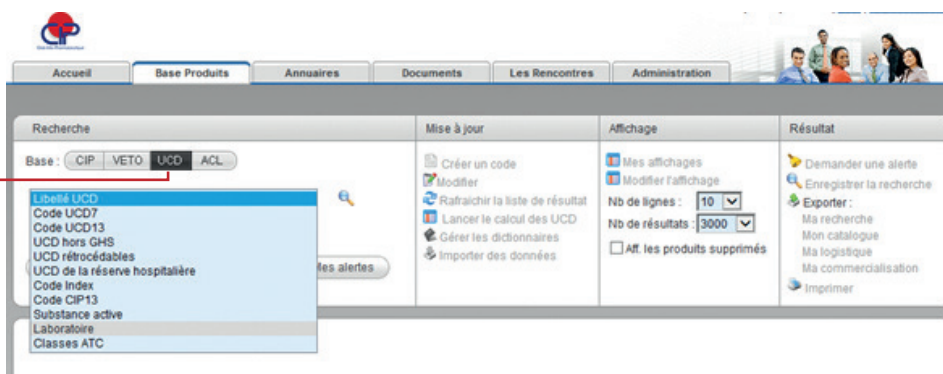 CIP
Accueil
Base Produits
Annuaires
Documents
Les Rencontres
Administration
Recherche
Mise à jour
Affichage
Résultat
Base : CIP VETO UCD ACL
Libellé UCD
Code UCD7
Code UCD13
UCD hors GHS
UCD rétrocédables
UCD de la réserve hospitalière
Code Index
Code CIP13
Substance active
Laboratoire
Classes ATC
alertes
Créer un code
Modifier
Rafraichir la liste de résultat
Lancer le calcul des UCD
Gérer les dictionnaires
Importer des données
Mes affichages
Modifier l'affichage
Nb de lignes : 10
Nb de résultats : 3000
Aff. les produits supprimés
Demander une alerte
Enregistrer la recherche
Exporter :
Ma recherche
Mon catalogue
Ma logistique
Ma commercialisation
Imprimer